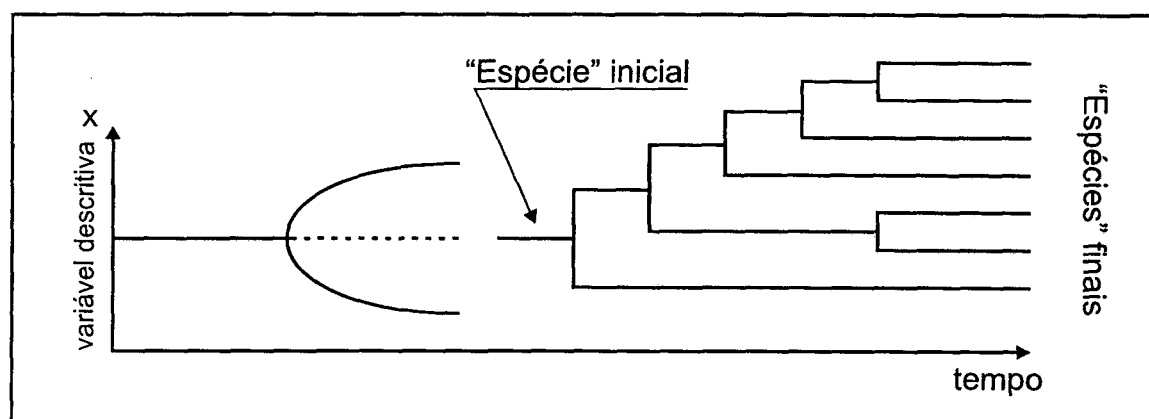 “Espécie” inicial
x
variável descritiva
“Espécies” finais
tempo